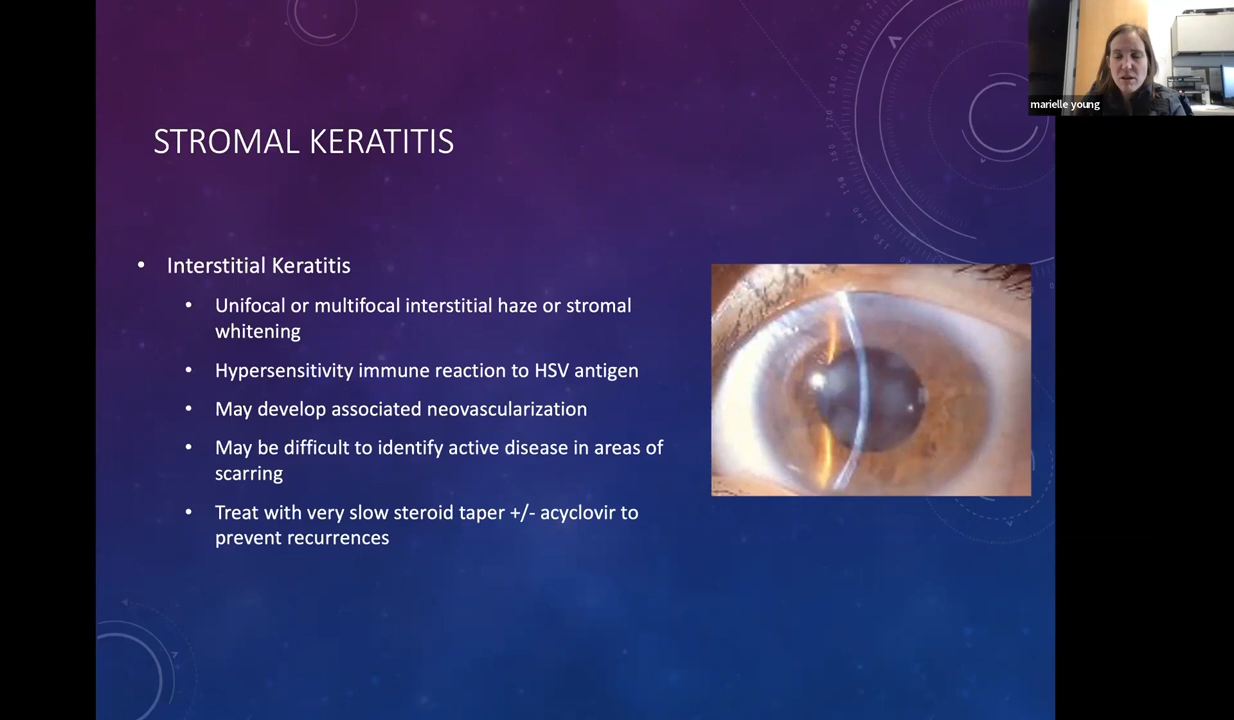 marielle young
STROMAL KERATITIS
• Interstitial Keratitis
• Unifocal or multifocal interstitial haze or stromal
whitening
• Hypersensitivity immune reaction to HSV antigen
• May develop associated neovascularization
• May be difficult to identify active disease in areas of
scarring
• Treat with very slow steroid taper +/- acyclovir to
prevent recurrences